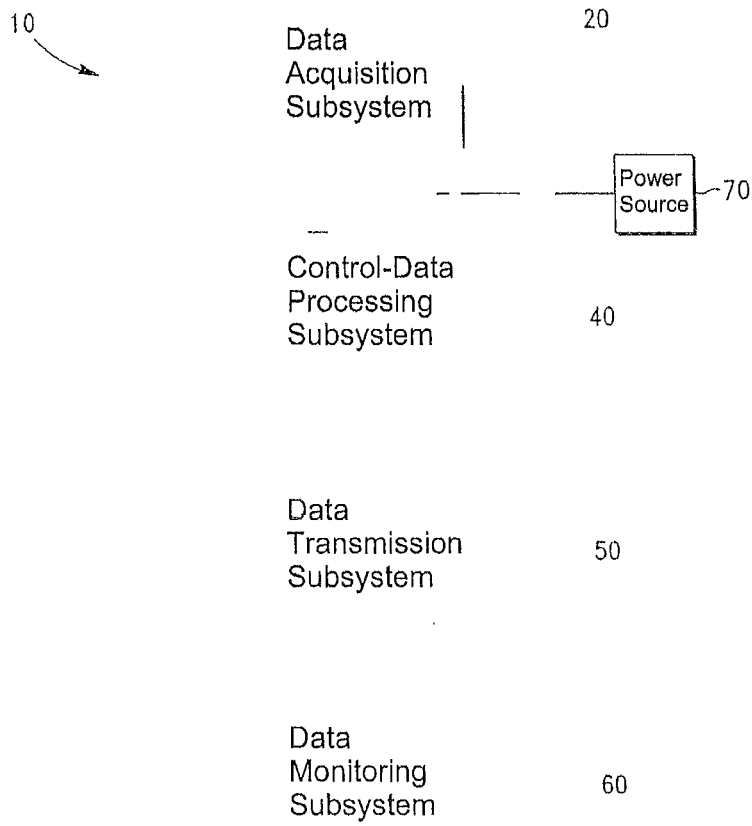 10
20
Data
Acquisition
Subsystem
Power
Source
70
Control-Data
Processing
Subsystem
40
Data
Transmission
Subsystem
50
Data
Monitoring
Subsystem
60